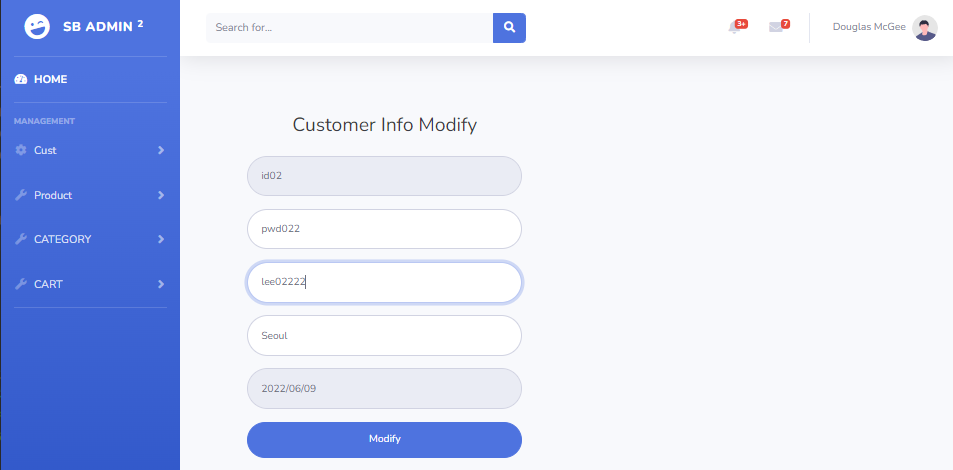 SB ADMIN 2
Search for...
3+
7
Douglas McGee
HOME
MANAGEMENT
Cust
Product
CATEGORY
CART
Customer Info Modify
id02
pwd022
lee02222
Seoul
2022/06/09
Modify